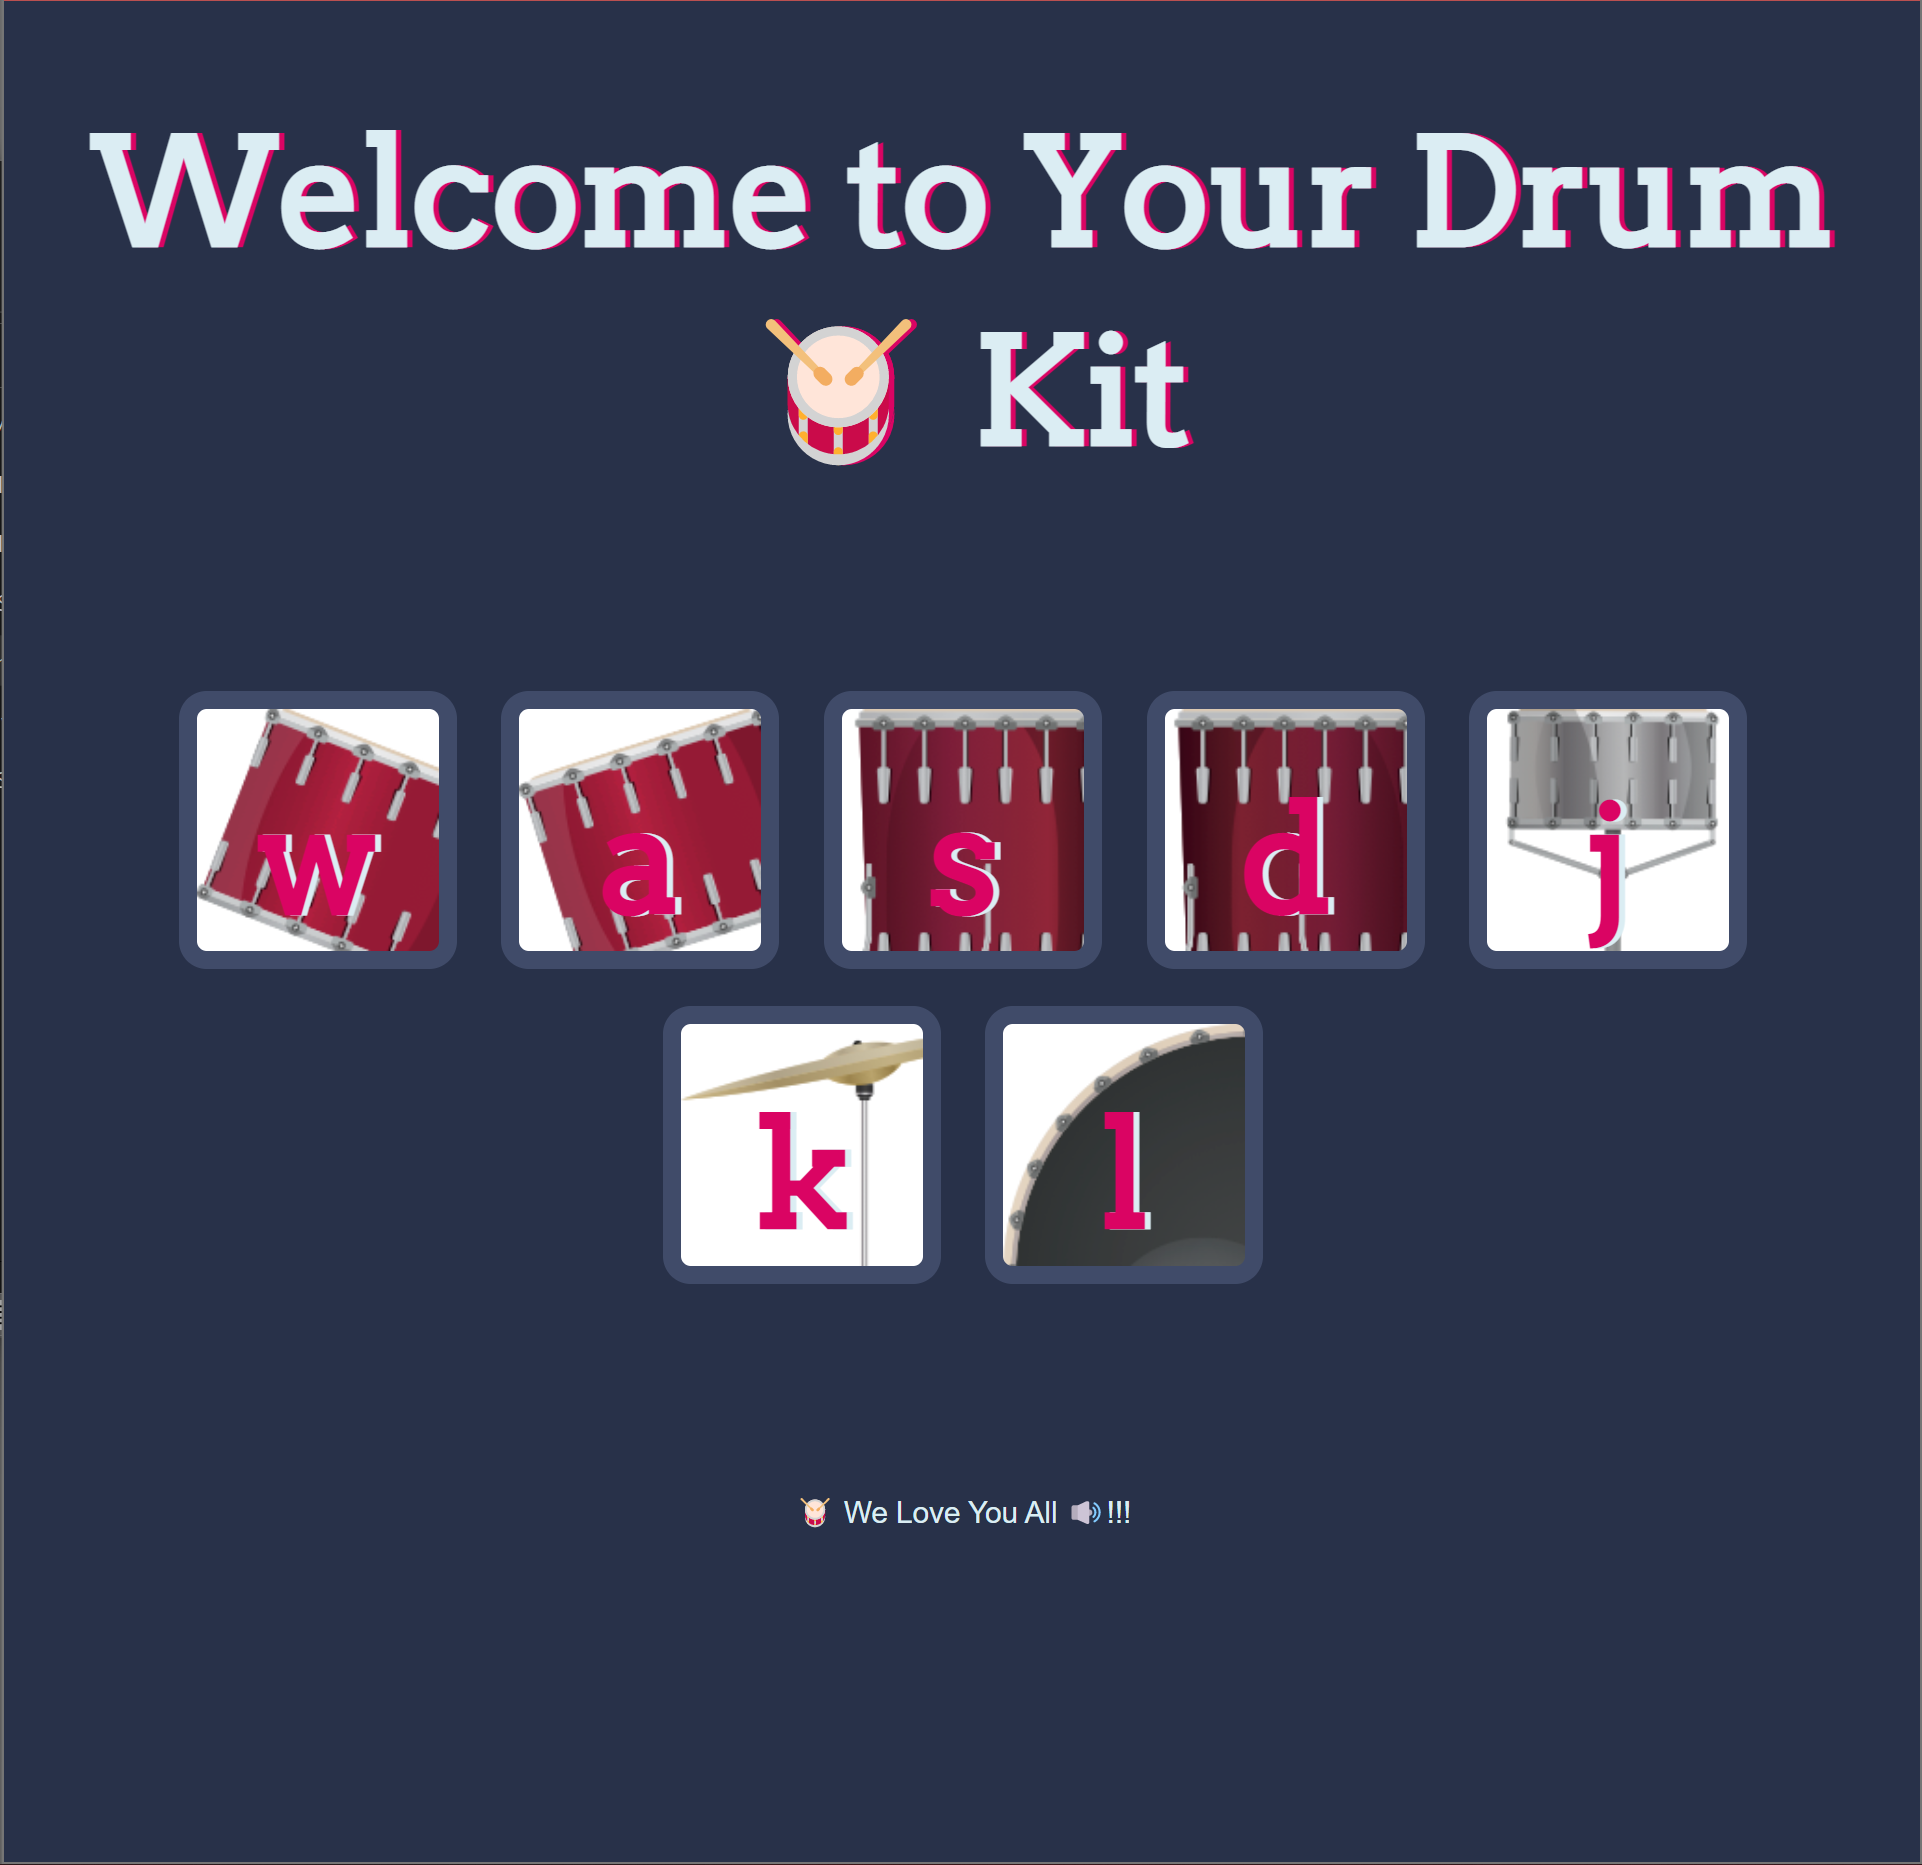 Welcome to Your Drum
🥁 Kit
w a s d j
k l
🥁 We Love You All 🔊!!!